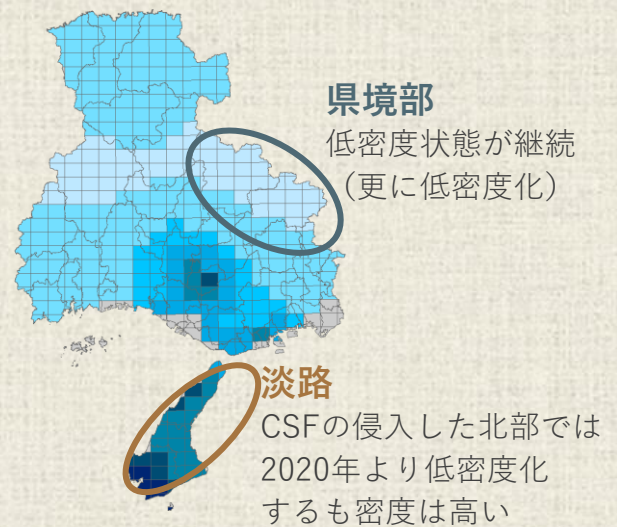 県境部
低密度状態が継続
（更に低密度化）
淡路
CSFの侵入した北部では
2020年より低密度化
するも密度は高い